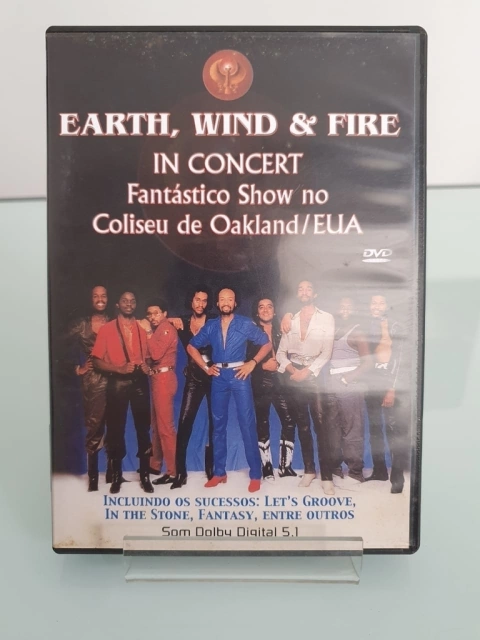 EARTH, WIND & FIRE
IN CONCERT
Fantástico Show no
Coliseu de Oakland/EUA
DVD
INCLUINDO OS SUCESSOS: LET'S GROOVE,
IN THE STONE, FANTASY, ENTRE OUTROS
Som Dolby Digital 5.1